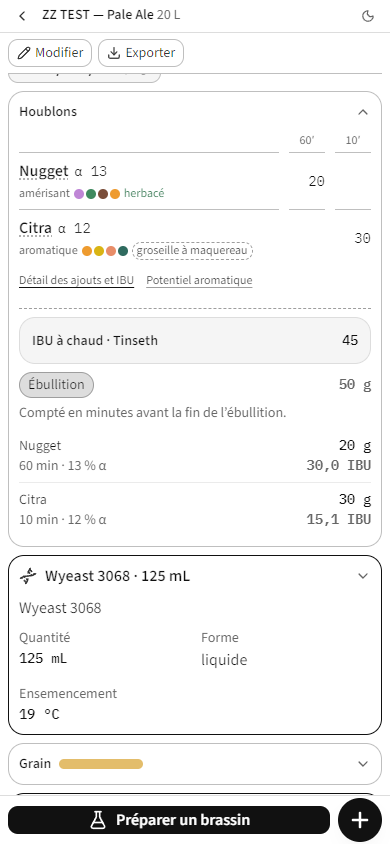 ZZ TEST — Pale Ale 20 L
Modifier
Exporter
Houblons
60′ 10′
Nugget α 13
20
amérisant herbacé
Citra α 12
30
aromatique groseille à maquereau
Détail des ajouts et IBU Potentiel aromatique
IBU à chaud · Tinseth 45
Ébullition 50 g
Compté en minutes avant la fin de l’ébullition.
Nugget 20 g
60 min · 13 % α 30,0 IBU
Citra 30 g
10 min · 12 % α 15,1 IBU
Wyeast 3068 · 125 mL
Wyeast 3068
Quantité Forme
125 mL liquide
Ensemencement
19 °C
Grain
Préparer un brassin